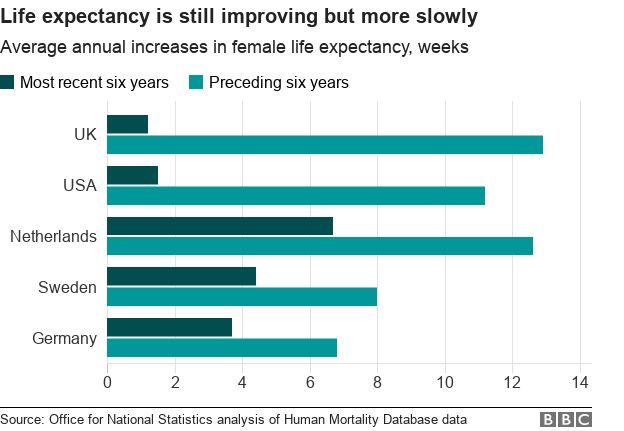 Life expectancy is still improving but more slowly
Average annual increases in female life expectancy, weeks
Most recent six years Preceding six years
UK
USA
Netherlands
Sweden
Germany
0 2 4 6 8 10 12 14
Source: Office for National Statistics analysis of Human Mortality Database data BBC